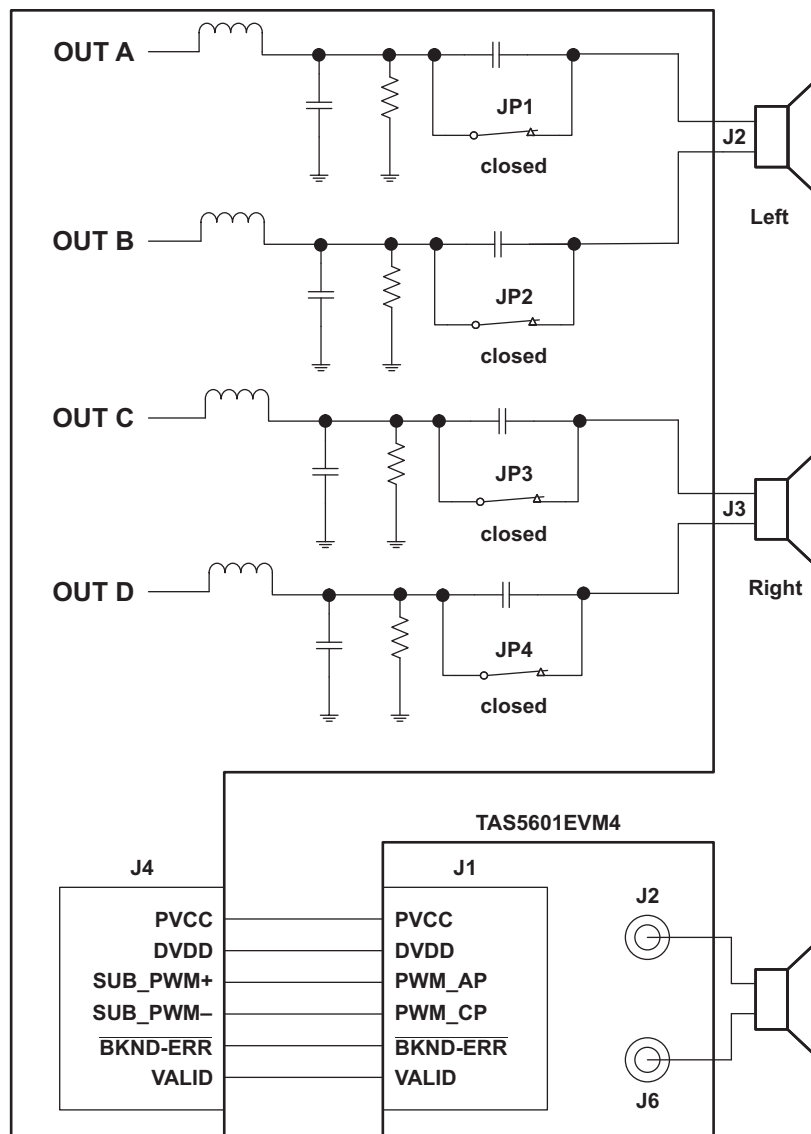 OUT A
JP1
closed
J2
Left
OUT B
JP2
closed
OUT C
JP3
closed
J3
Right
OUT D
JP4
closed
TAS5601EVM4
J4
J1
PVCC
PVCC
DVDD
DVDD
SUB_PWM+
PWM_AP
SUB_PWM–
PWM_CP
BKND-ERR
BKND-ERR
VALID
VALID
J2
J6